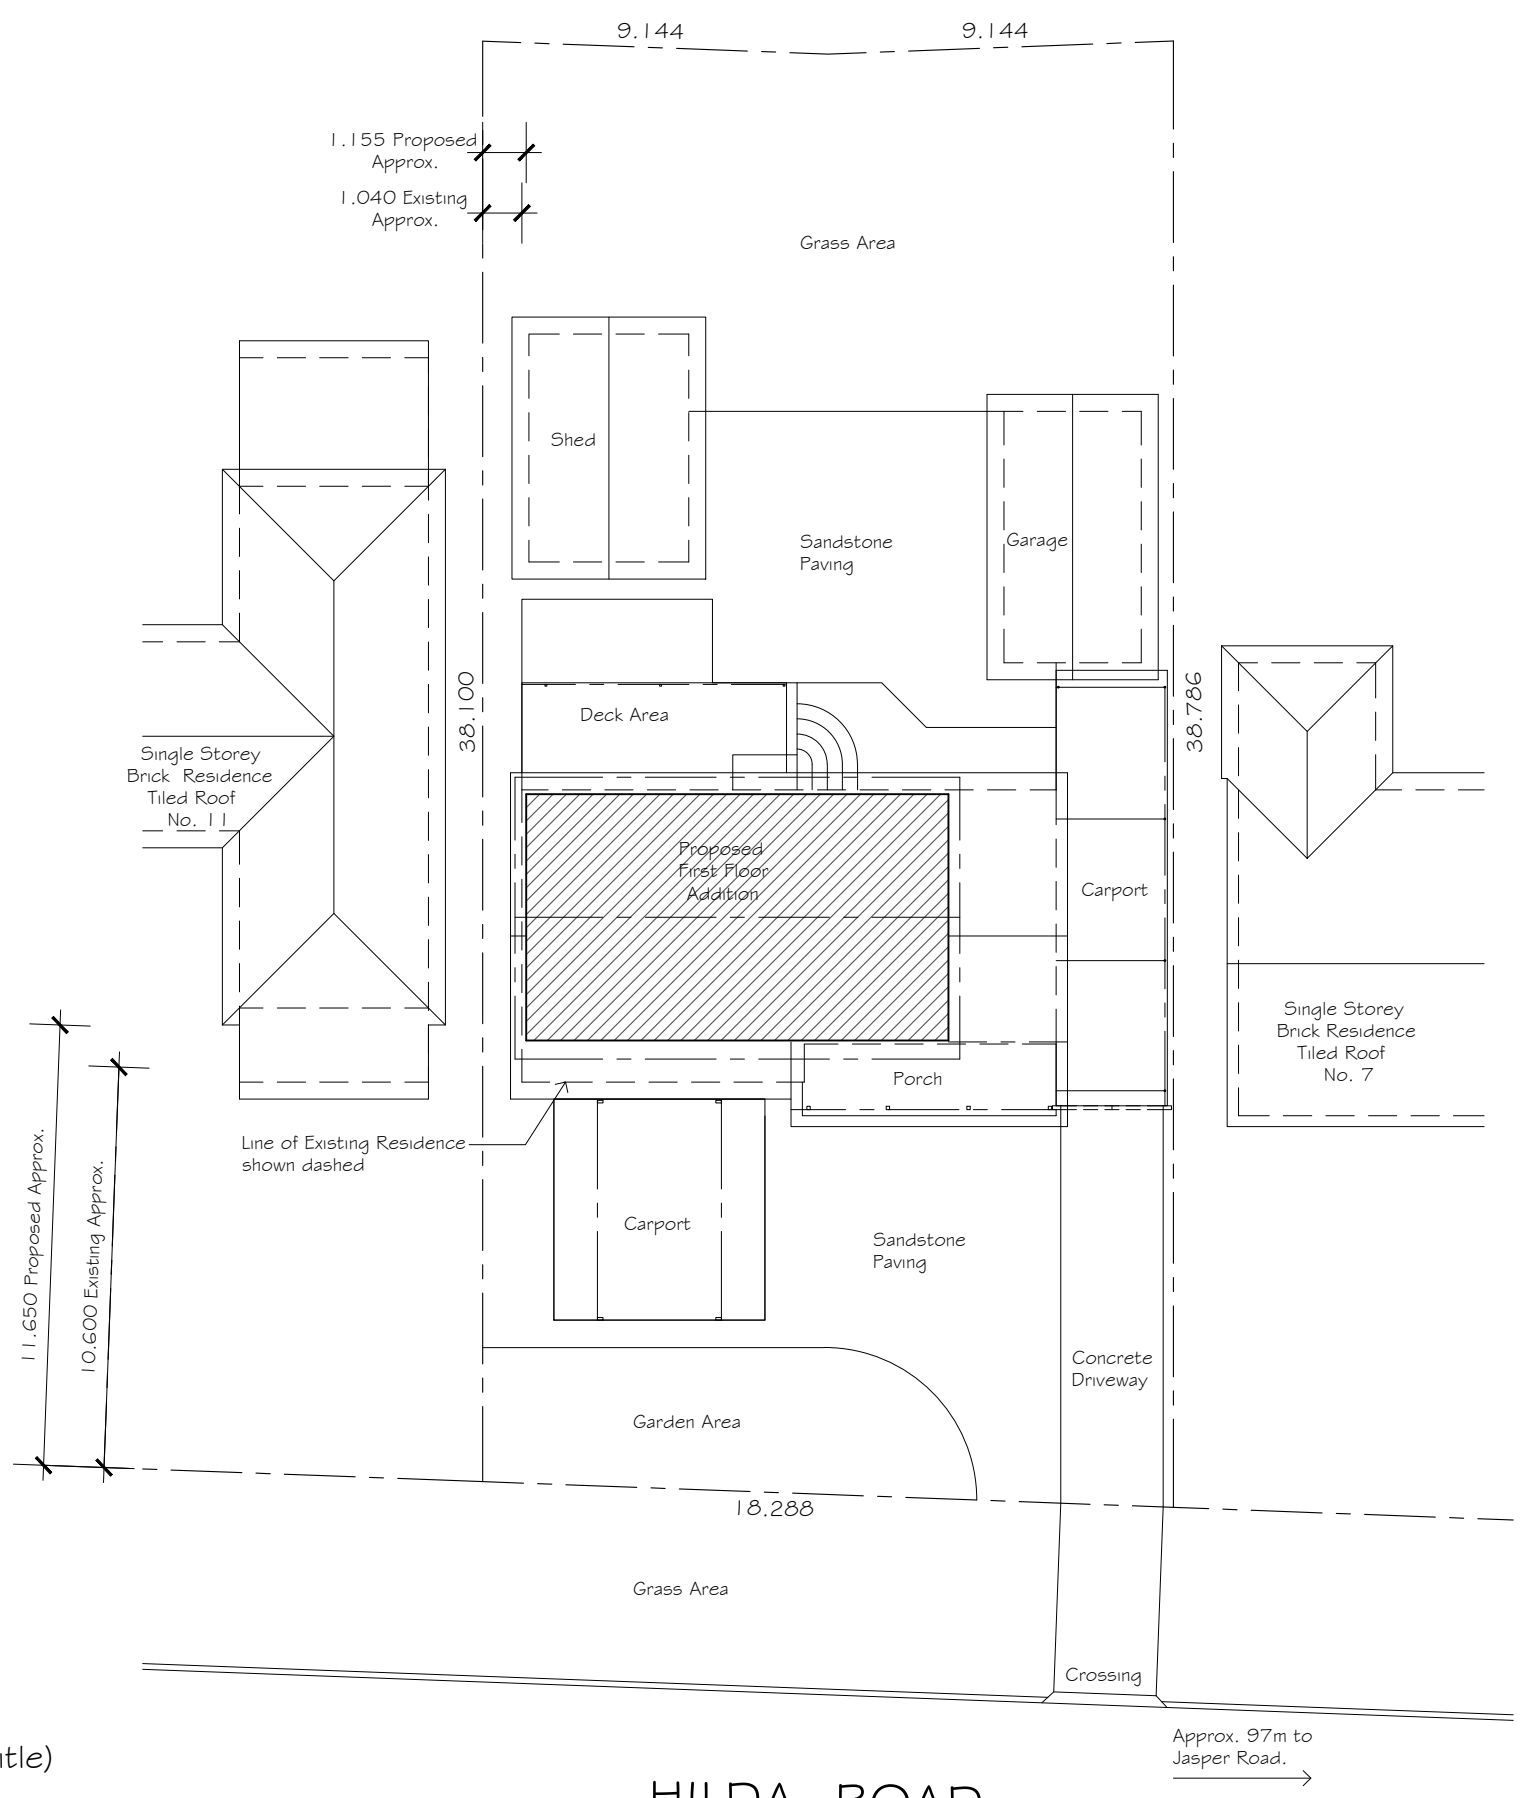 9.144
9.144
1.155 Proposed
Approx.
1.040 Existing
Approx.
Grass Area
Shed
Sandstone
Paving
Garage
38.100
38.786
Deck Area
Single Storey
Brick Residence
Tiled Roof
No. 11
Proposed
First Floor
Addition
Carport
Single Storey
Brick Residence
Tiled Roof
No. 7
Porch
Line of Existing Residence
shown dashed
11.650 Proposed Approx.
10.600 Existing Approx.
Carport
Sandstone
Paving
Concrete
Driveway
Garden Area
18.288
Grass Area
Crossing
Approx. 97m to
Jasper Road.
HILDA ROAD